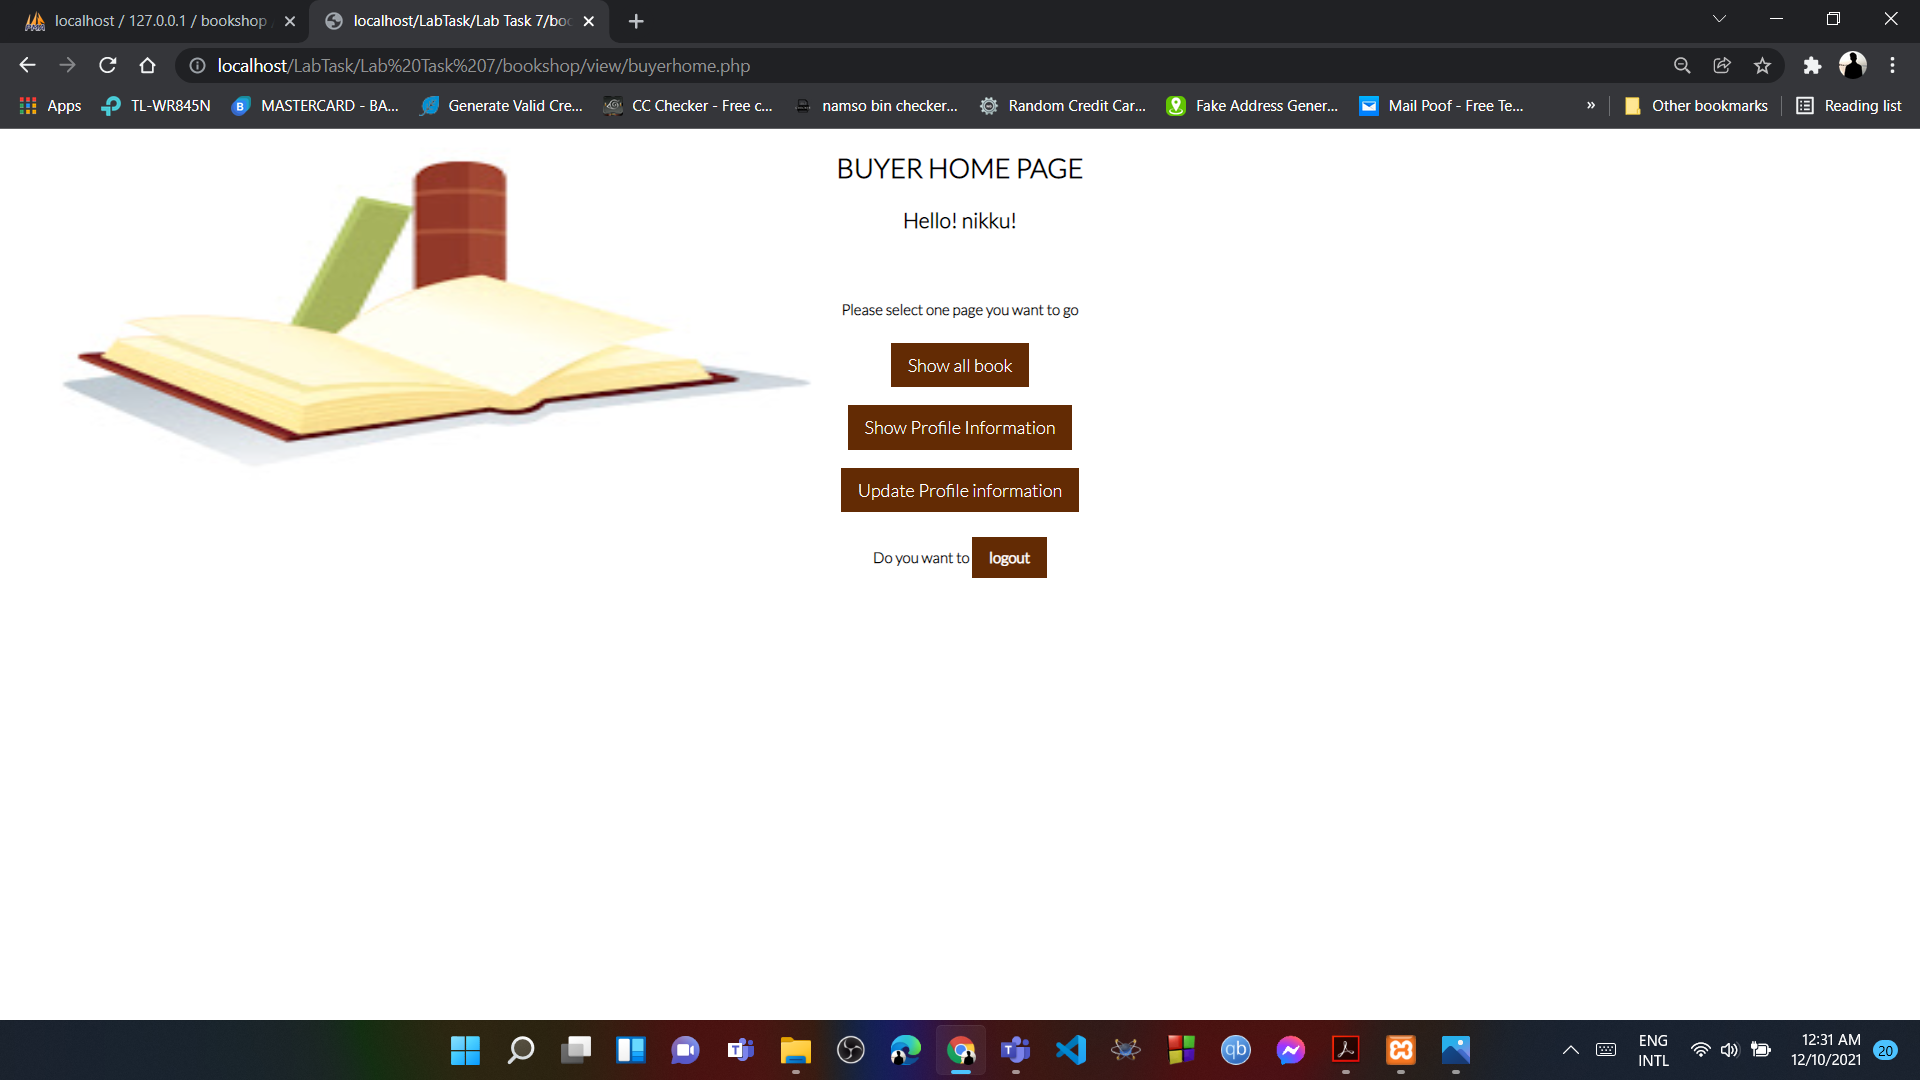 localhost / 127.0.0.1 / bookshop
localhost/LabTask/Lab Task 7/boo
localhost/LabTask/Lab%20Task%207/bookshop/view/buyerhome.php
Apps
TL-WR845N
MASTERCARD - BA...
Generate Valid Cre...
CC Checker - Free c...
namso bin checker...
Random Credit Car...
Fake Address Gener...
Mail Poof - Free Te...
»
Other bookmarks
Reading list
BUYER HOME PAGE
Hello! nikku!
Please select one page you want to go
Show all book
Show Profile Information
Update Profile information
Do you want to logout
qb
ENG
INTL
12:31 AM
12/10/2021
20